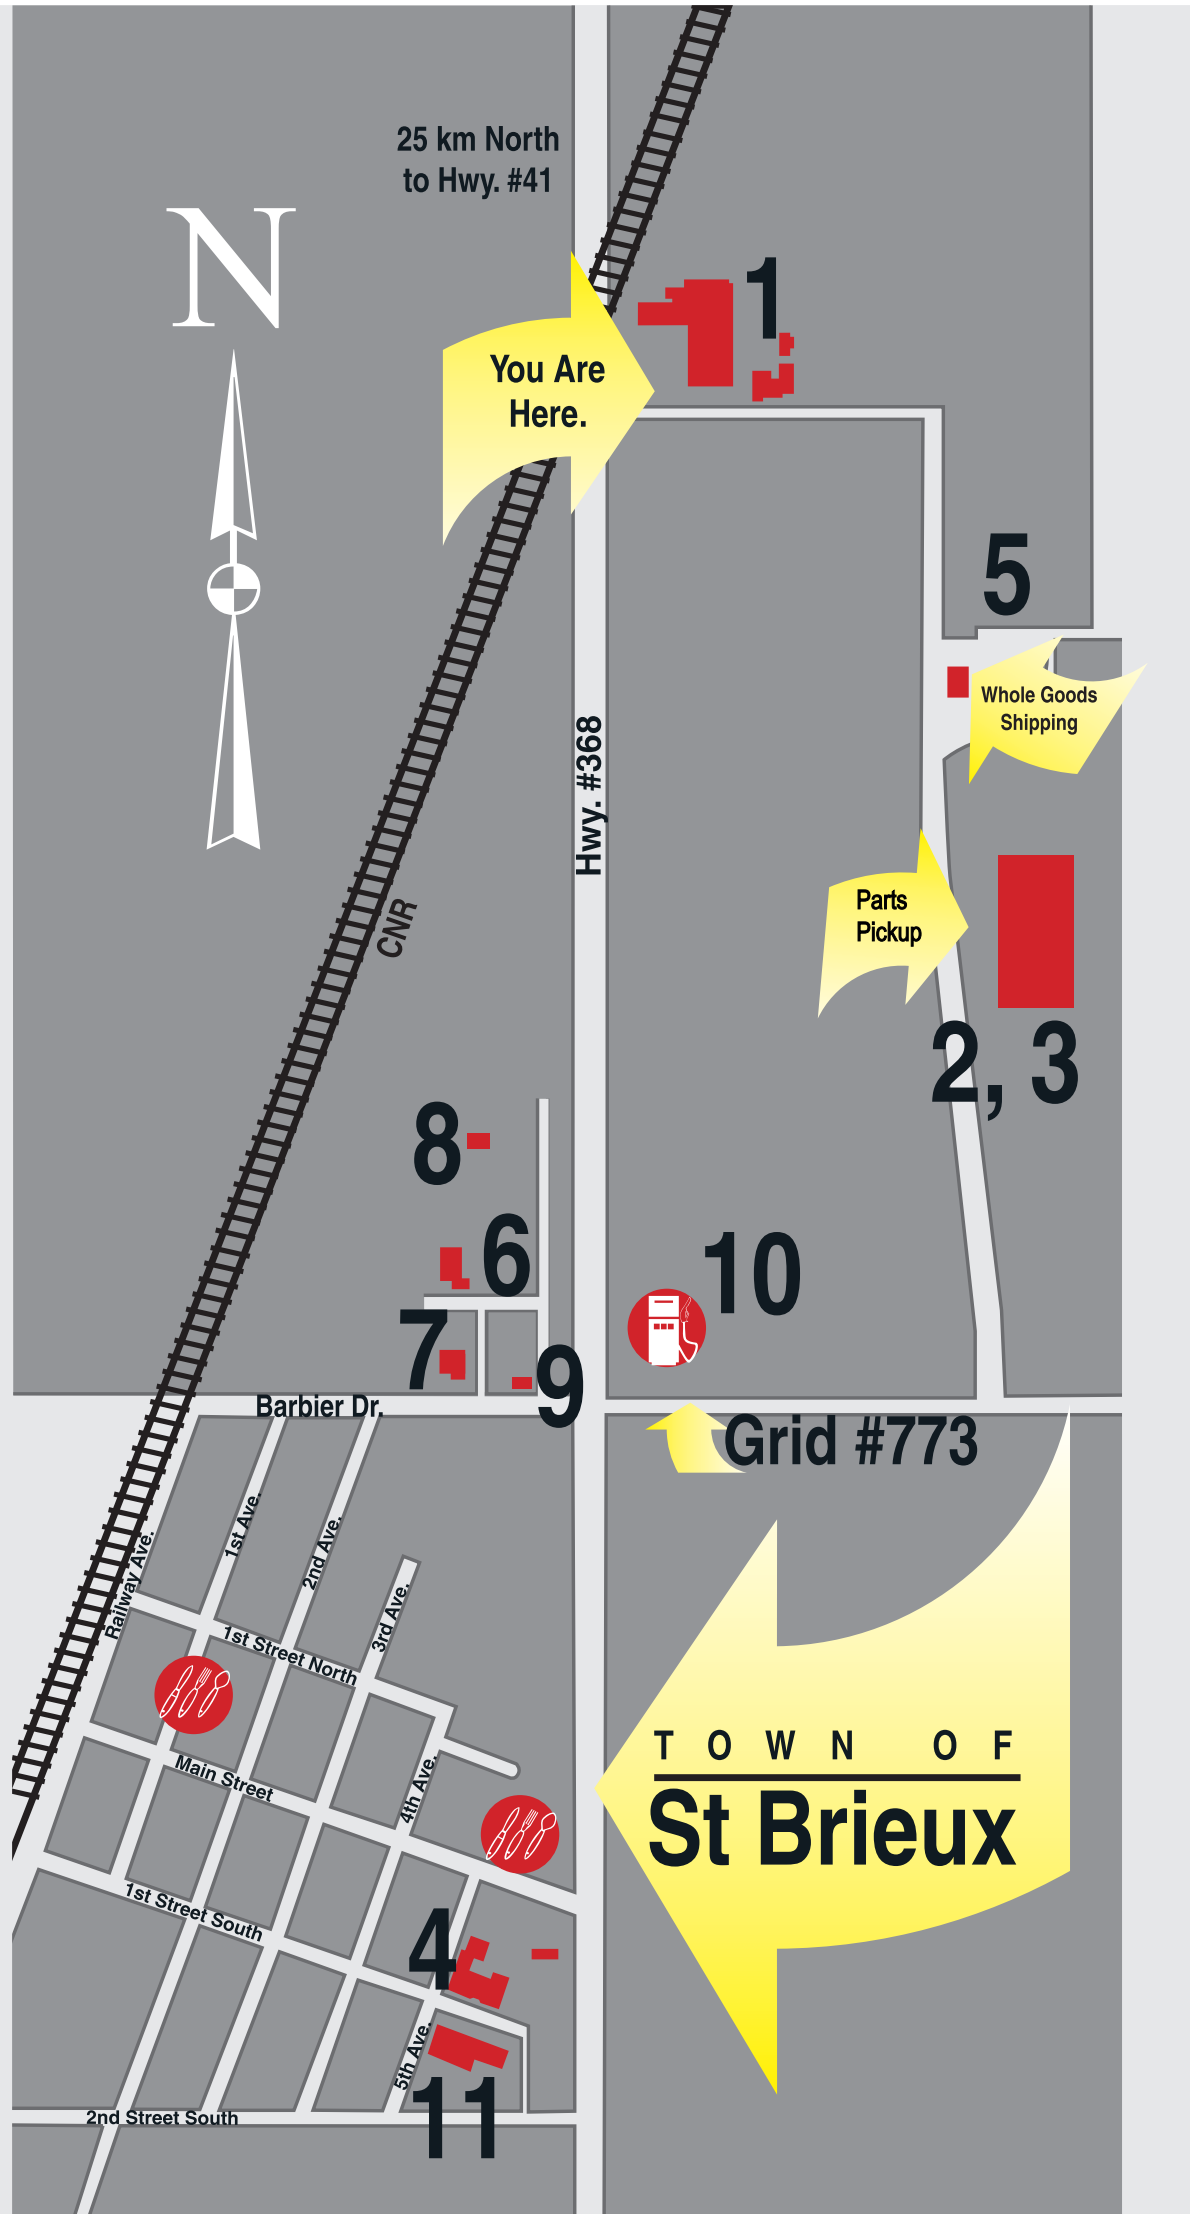 25 km North
to Hwy. #41
N
1
You Are
Here.
5
Whole Goods
Shipping
Hwy. #368
Parts
Pickup
CNR
2, 3
8
6
10
7
9
Barbier Dr.
Grid #773
1st Ave.
2nd Ave.
Railway Ave.
3rd Ave.
1st Street North
TOWN OF
St Brieux
Main Street
4th Ave.
1st Street South
4
5th Ave.
11
2nd Street South